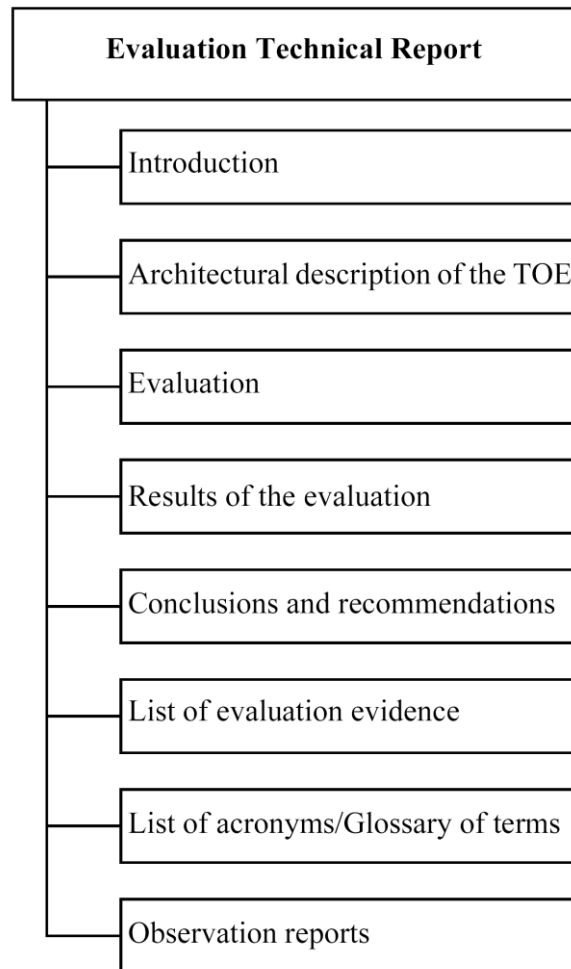 Evaluation Technical Report
Introduction
Architectural description of the TOE
Evaluation
Results of the evaluation
Conclusions and recommendations
List of evaluation evidence
List of acronyms/Glossary of terms
Observation reports